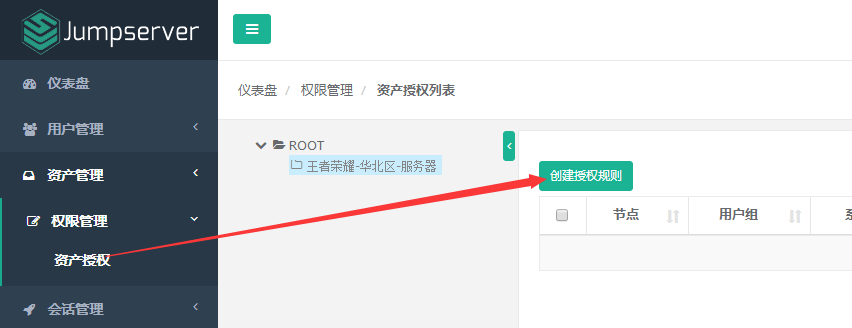 Jumpserver
仪表盘
用户管理
资产管理
权限管理
资产授权
会话管理
仪表盘 / 权限管理 / 资产授权列表
ROOT
王者荣耀-华北区-服务器
创建授权规则
节点 用户组